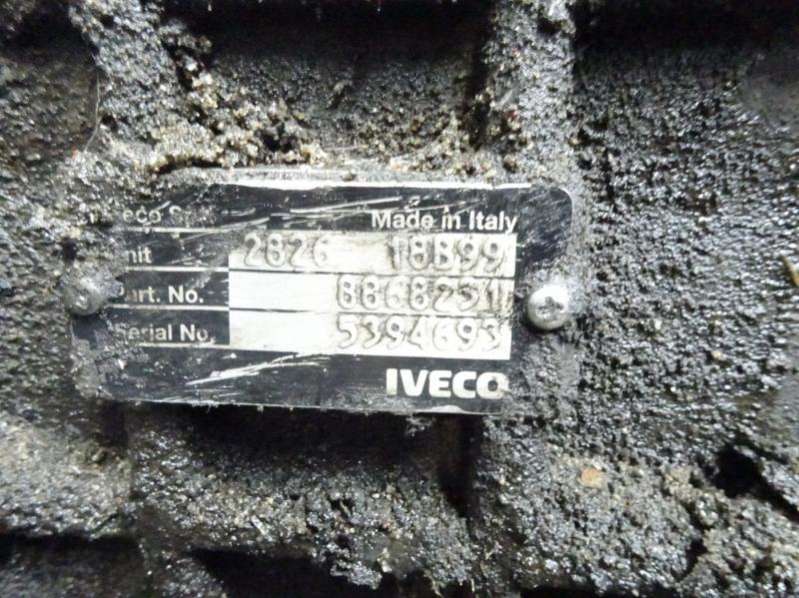 Made in Italy
2826 18B99
Part. No. 8868251
Serial No. 5394693
IVECO